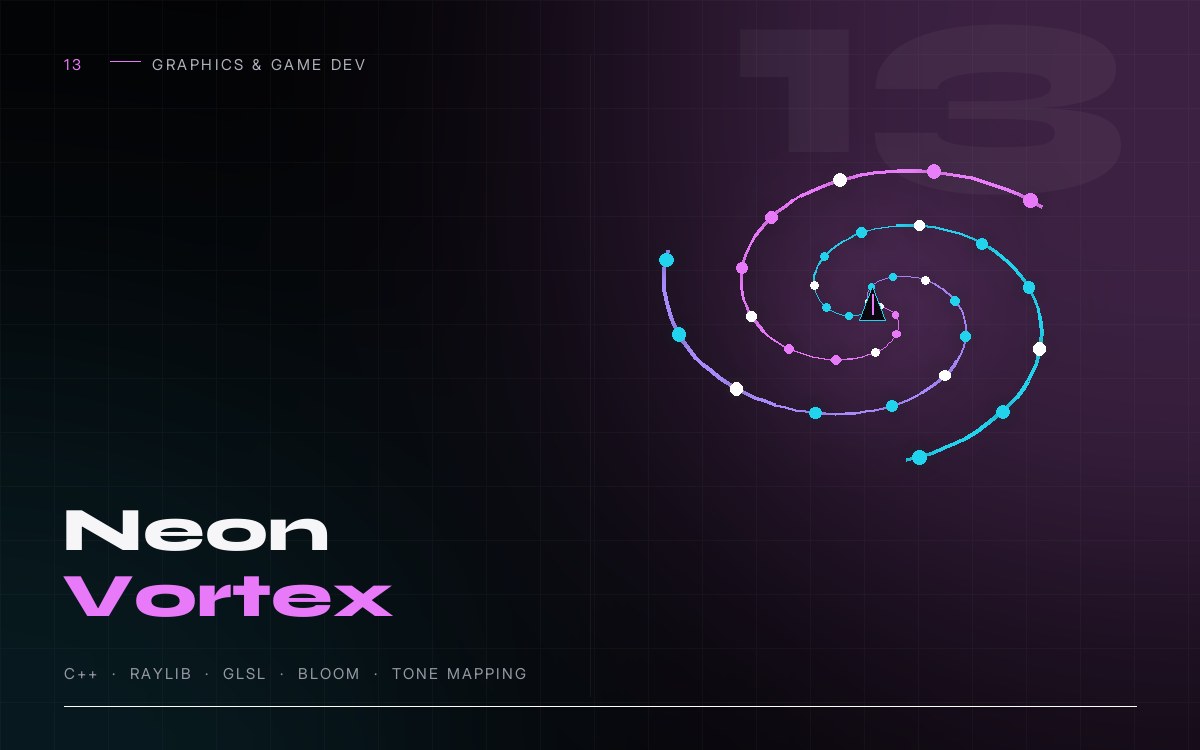 13
13 — GRAPHICS & GAME DEV
Neon
Vortex
C++ · RAYLIB · GLSL · BLOOM · TONE MAPPING